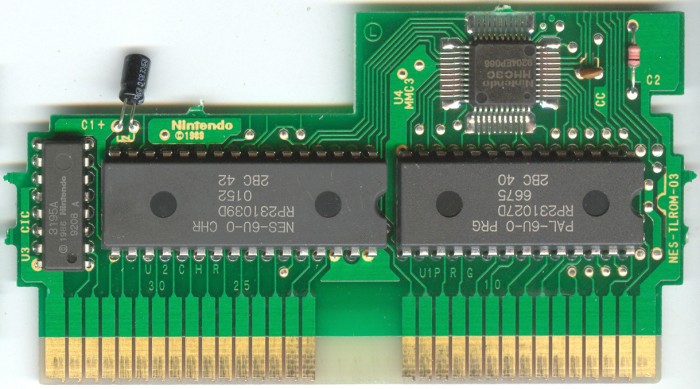 C1+
Nintendo
©1989
U4
MMC3
Nintendo
MMC3C
9204EP066
CC
C2
U3 CIC
3195A
©1986 Nintendo
9208 A
NES-6U-0 CHR
RP231039D
0152
2BC 42
PAL-6U-0 PRG
RP231027D
6675
2BC 40
NES-TLROM-03
U2CHR
30 25
U1PRG
10